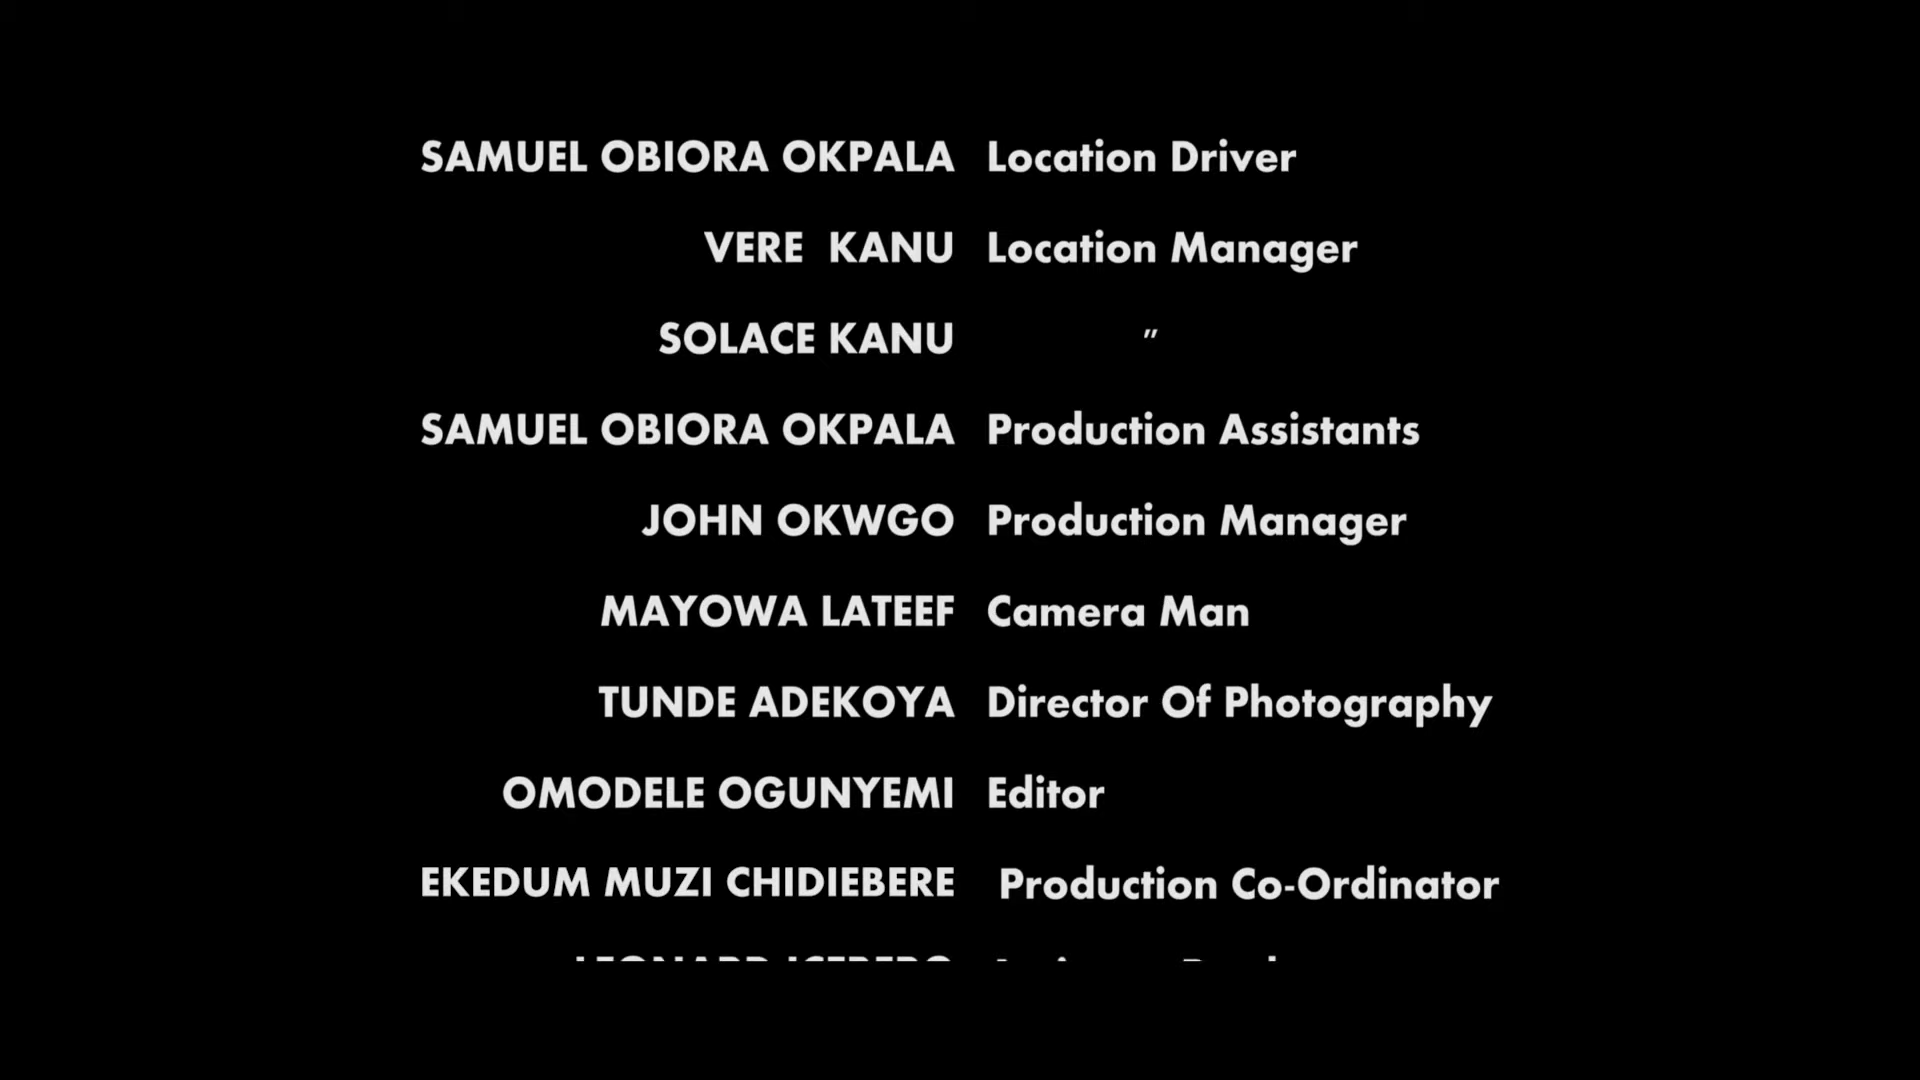 SAMUEL OBIORA OKPALA Location Driver
VERE KANU Location Manager
SOLACE KANU "
SAMUEL OBIORA OKPALA Production Assistants
JOHN OKWGO Production Manager
MAYOWA LATEEF Camera Man
TUNDE ADEKOYA Director Of Photography
OMODELE OGUNYEMI Editor
EKEDUM MUZI CHIDIEBERE Production Co-Ordinator